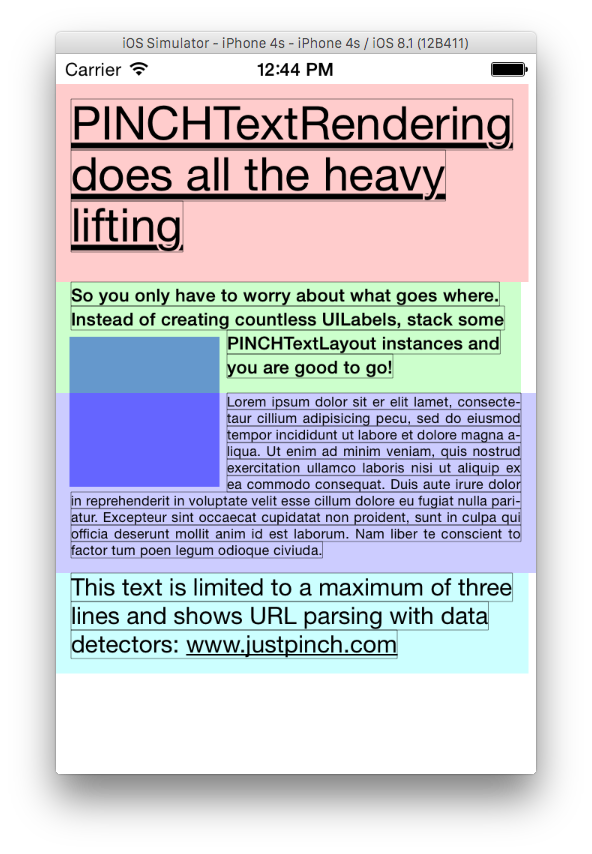 iOS Simulator - iPhone 4s - iPhone 4s / iOS 8.1 (12B411)
Carrier 12:44 PM
PINCHTextRendering
does all the heavy
lifting
So you only have to worry about what goes where.
Instead of creating countless UILabels, stack some
PINCHTextLayout instances and
you are good to go!
Lorem ipsum dolor sit er elit lamet, consecte-
taur cillium adipisicing pecu, sed do eiusmod
tempor incididunt ut labore et dolore magna a-
liqua. Ut enim ad minim veniam, quis nostrud
exercitation ullamco laboris nisi ut aliquip ex
ea commodo consequat. Duis aute irure dolor
in reprehenderit in voluptate velit esse cillum dolore eu fugiat nulla pari-
atur. Excepteur sint occaecat cupidatat non proident, sunt in culpa qui
officia deserunt mollit anim id est laborum. Nam liber te conscient to
factor tum poen legum odioque civiuda.
This text is limited to a maximum of three
lines and shows URL parsing with data
detectors: www.justpinch.com